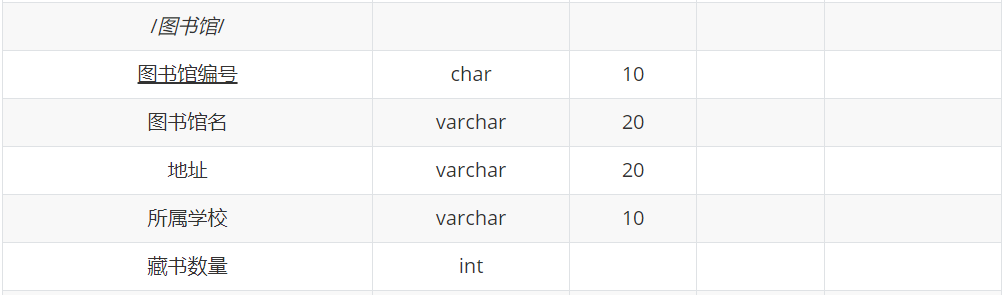 /图书馆/
图书馆编号 char 10
图书馆名 varchar 20
地址 varchar 20
所属学校 varchar 10
藏书数量 int